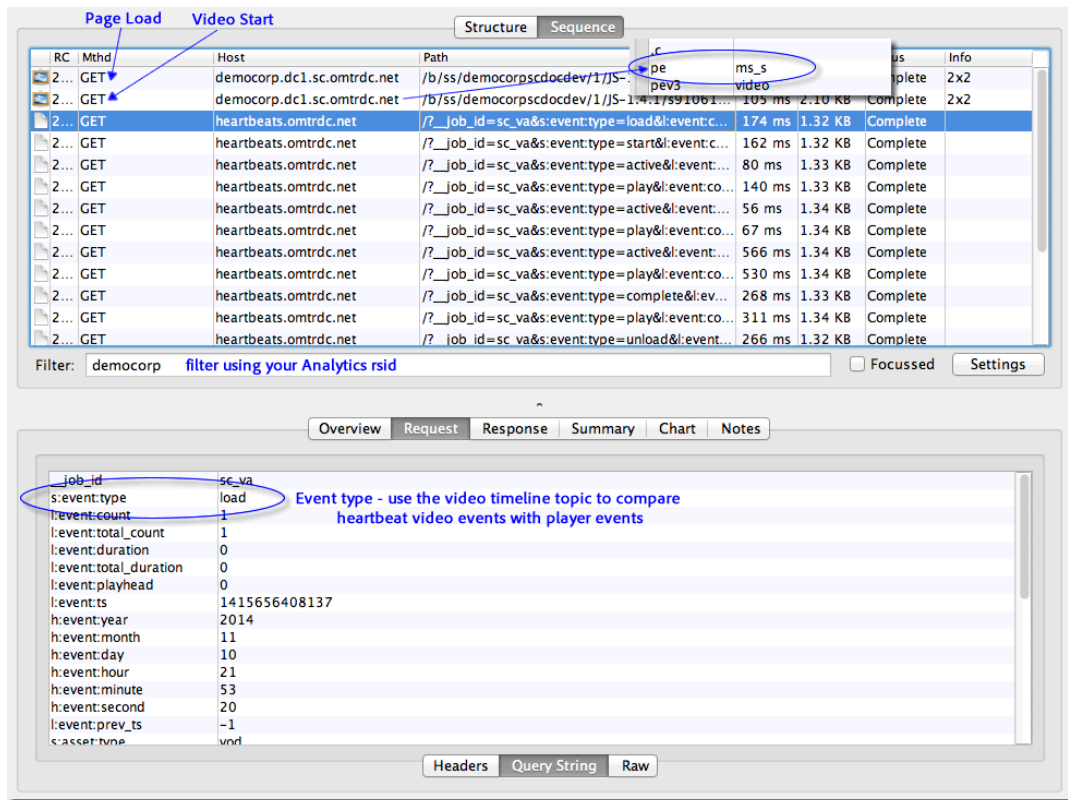 Page Load Video Start
Structure Sequence
RC Mthd Host Path us Info
.c
pe ms_s
pev3 video
2... GET democorp.dc1.sc.omtrdc.net /b/ss/democorpscdocdev/1/JS-1 mplete 2x2
2... GET democorp.dc1.sc.omtrdc.net /b/ss/democorpscdocdev/1/JS-1.4.1/s91061... 105 ms 2.10 KB Complete 2x2
2... GET heartbeats.omtrdc.net /?__job_id=sc_va&s:event:type=load&l:event:c... 174 ms 1.32 KB Complete
2... GET heartbeats.omtrdc.net /?__job_id=sc_va&s:event:type=start&l:event:c... 162 ms 1.32 KB Complete
2... GET heartbeats.omtrdc.net /?__job_id=sc_va&s:event:type=active&l:event:... 80 ms 1.33 KB Complete
2... GET heartbeats.omtrdc.net /?__job_id=sc_va&s:event:type=play&l:event:co... 140 ms 1.33 KB Complete
2... GET heartbeats.omtrdc.net /?__job_id=sc_va&s:event:type=active&l:event:... 56 ms 1.34 KB Complete
2... GET heartbeats.omtrdc.net /?__job_id=sc_va&s:event:type=play&l:event:co... 67 ms 1.34 KB Complete
2... GET heartbeats.omtrdc.net /?__job_id=sc_va&s:event:type=active&l:event:... 566 ms 1.34 KB Complete
2... GET heartbeats.omtrdc.net /?__job_id=sc_va&s:event:type=play&l:event:co... 530 ms 1.34 KB Complete
2... GET heartbeats.omtrdc.net /?__job_id=sc_va&s:event:type=complete&l:ev... 268 ms 1.33 KB Complete
2... GET heartbeats.omtrdc.net /?__job_id=sc_va&s:event:type=play&l:event:co... 311 ms 1.34 KB Complete
2... GET heartbeats.omtrdc.net /?__job_id=sc_va&s:event:type=unload&l:event... 266 ms 1.32 KB Complete
Filter: democorp filter using your Analytics rsid Focussed Settings
Overview Request Response Summary Chart Notes
__job_id sc_va
s:event:type load Event type - use the video timeline topic to compare
l:event:count 1 heartbeat video events with player events
l:event:total_count 1
l:event:duration 0
l:event:total_duration 0
l:event:playhead 0
l:event:ts 1415656408137
h:event:year 2014
h:event:month 11
h:event:day 10
h:event:hour 21
h:event:minute 53
h:event:second 20
l:event:prev_ts -1
s:asset:type vod
Headers Query String Raw